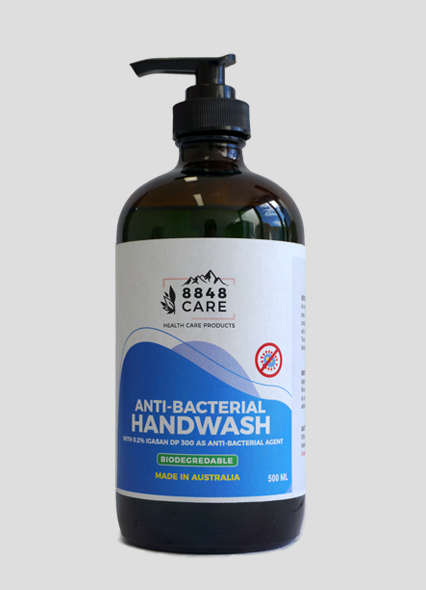 8848
CARE
HEALTH CARE PRODUCTS
ANTI-BACTERIAL
HANDWASH
WITH 0.2% IGASAN DP 300 AS ANTI-BACTERIAL AGENT
BIODEGREDABLE
MADE IN AUSTRALIA
500 ML